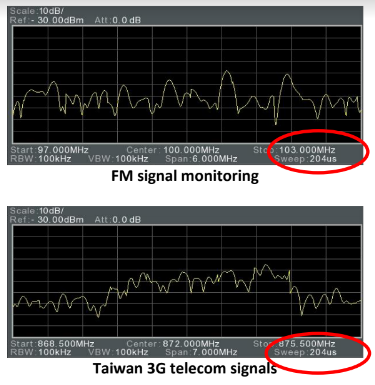 Scale:10dB/
Ref:- 30.00dBm Att:0.0 dB
Start:97.000MHz Center:100.000MHz Stop:103.000MHz
RBW:100kHz VBW:100kHz Span:6.000MHz Sweep:204us
FM signal monitoring
Scale:10dB/
Ref:- 30.00dBm Att:0.0 dB
Start:868.500MHz Center:872.000MHz Stop:875.500MHz
RBW:100kHz VBW:100kHz Span:7.000MHz Sweep:204us
Taiwan 3G telecom signals